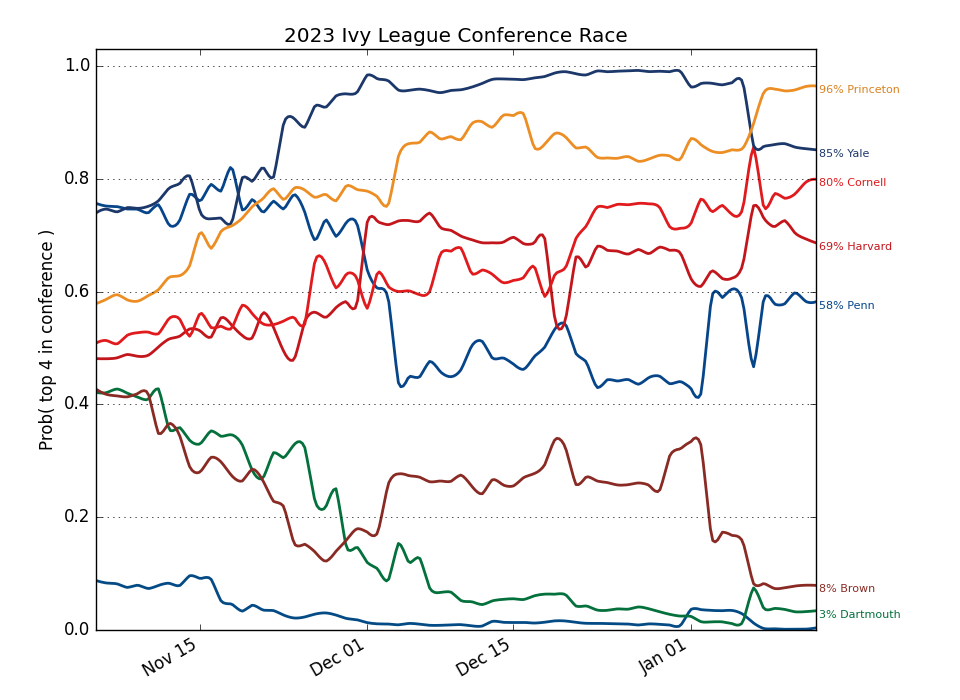 2023 Ivy League Conference Race
Prob( top 4 in conference )
1.0
0.8
0.6
0.4
0.2
0.0
Nov 15
Dec 01
Dec 15
Jan 01
96% Princeton
85% Yale
80% Cornell
69% Harvard
58% Penn
8% Brown
3% Dartmouth